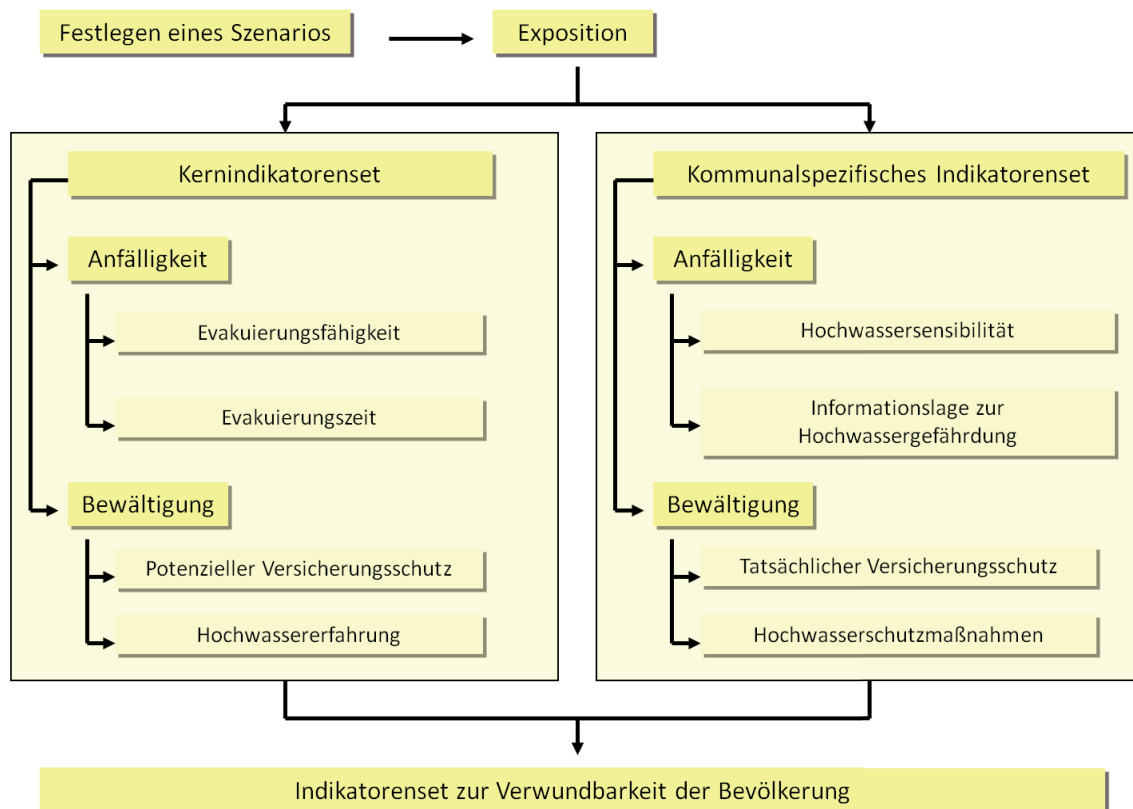 Festlegen eines Szenarios
Exposition
Kernindikatorenset
Anfälligkeit
Evakuierungsfähigkeit
Evakuierungszeit
Bewältigung
Potenzieller Versicherungsschutz
Hochwassererfahrung
Kommunalspezifisches Indikatorenset
Anfälligkeit
Hochwassersensibilität
Informationslage zur
Hochwassergefährdung
Bewältigung
Tatsächlicher Versicherungsschutz
Hochwasserschutzmaßnahmen
Indikatorenset zur Verwundbarkeit der Bevölkerung